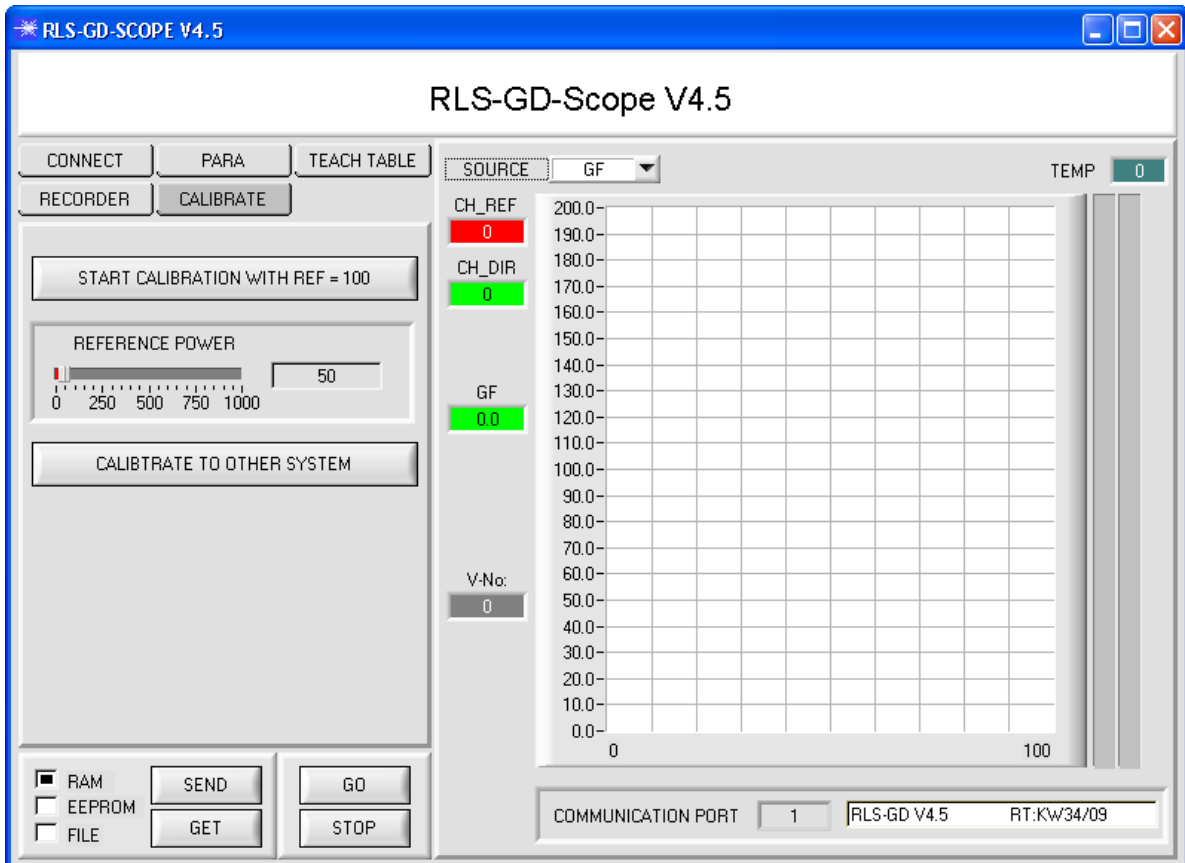 RLS-GD-SCOPE V4.5
RLS-GD-Scope V4.5
CONNECT PARA TEACH TABLE
RECORDER CALIBRATE
START CALIBRATION WITH REF = 100
REFERENCE POWER
50
0 250 500 750 1000
CALIBTRATE TO OTHER SYSTEM
RAM
EEPROM
FILE
SEND
GET
GO
STOP
SOURCE GF
TEMP 0
CH_REF
0
CH_DIR
0
GF
0.0
V-No:
0
200.0
190.0
180.0
170.0
160.0
150.0
140.0
130.0
120.0
110.0
100.0
90.0
80.0
70.0
60.0
50.0
40.0
30.0
20.0
10.0
0.0
0 100
COMMUNICATION PORT 1 RLS-GD V4.5 RT:KW34/09